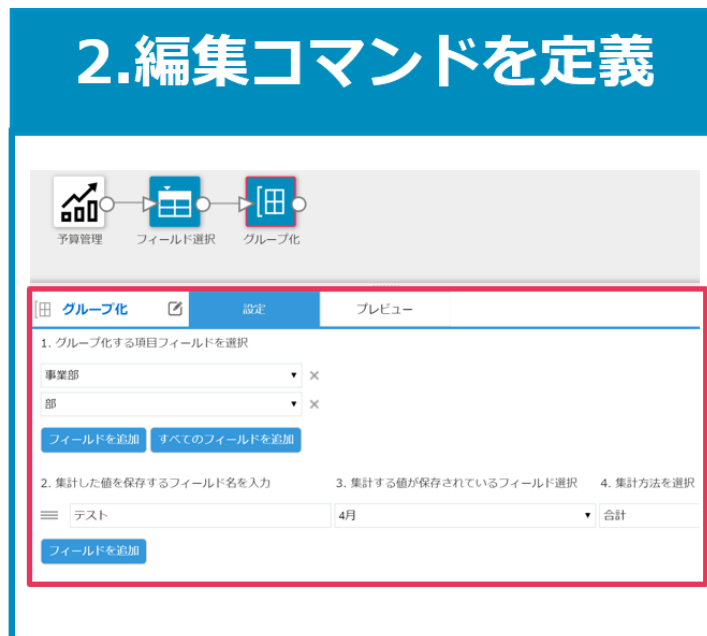 2.編集コマンドを定義
予算管理 フィールド選択 グループ化
グループ化 設定 プレビュー
1. グループ化する項目フィールドを選択
事業部
部
フィールドを追加 すべてのフィールドを追加
2. 集計した値を保存するフィールド名を入力 3. 集計する値が保存されているフィールド選択 4. 集計方法を選択
テスト 4月 合計
フィールドを追加